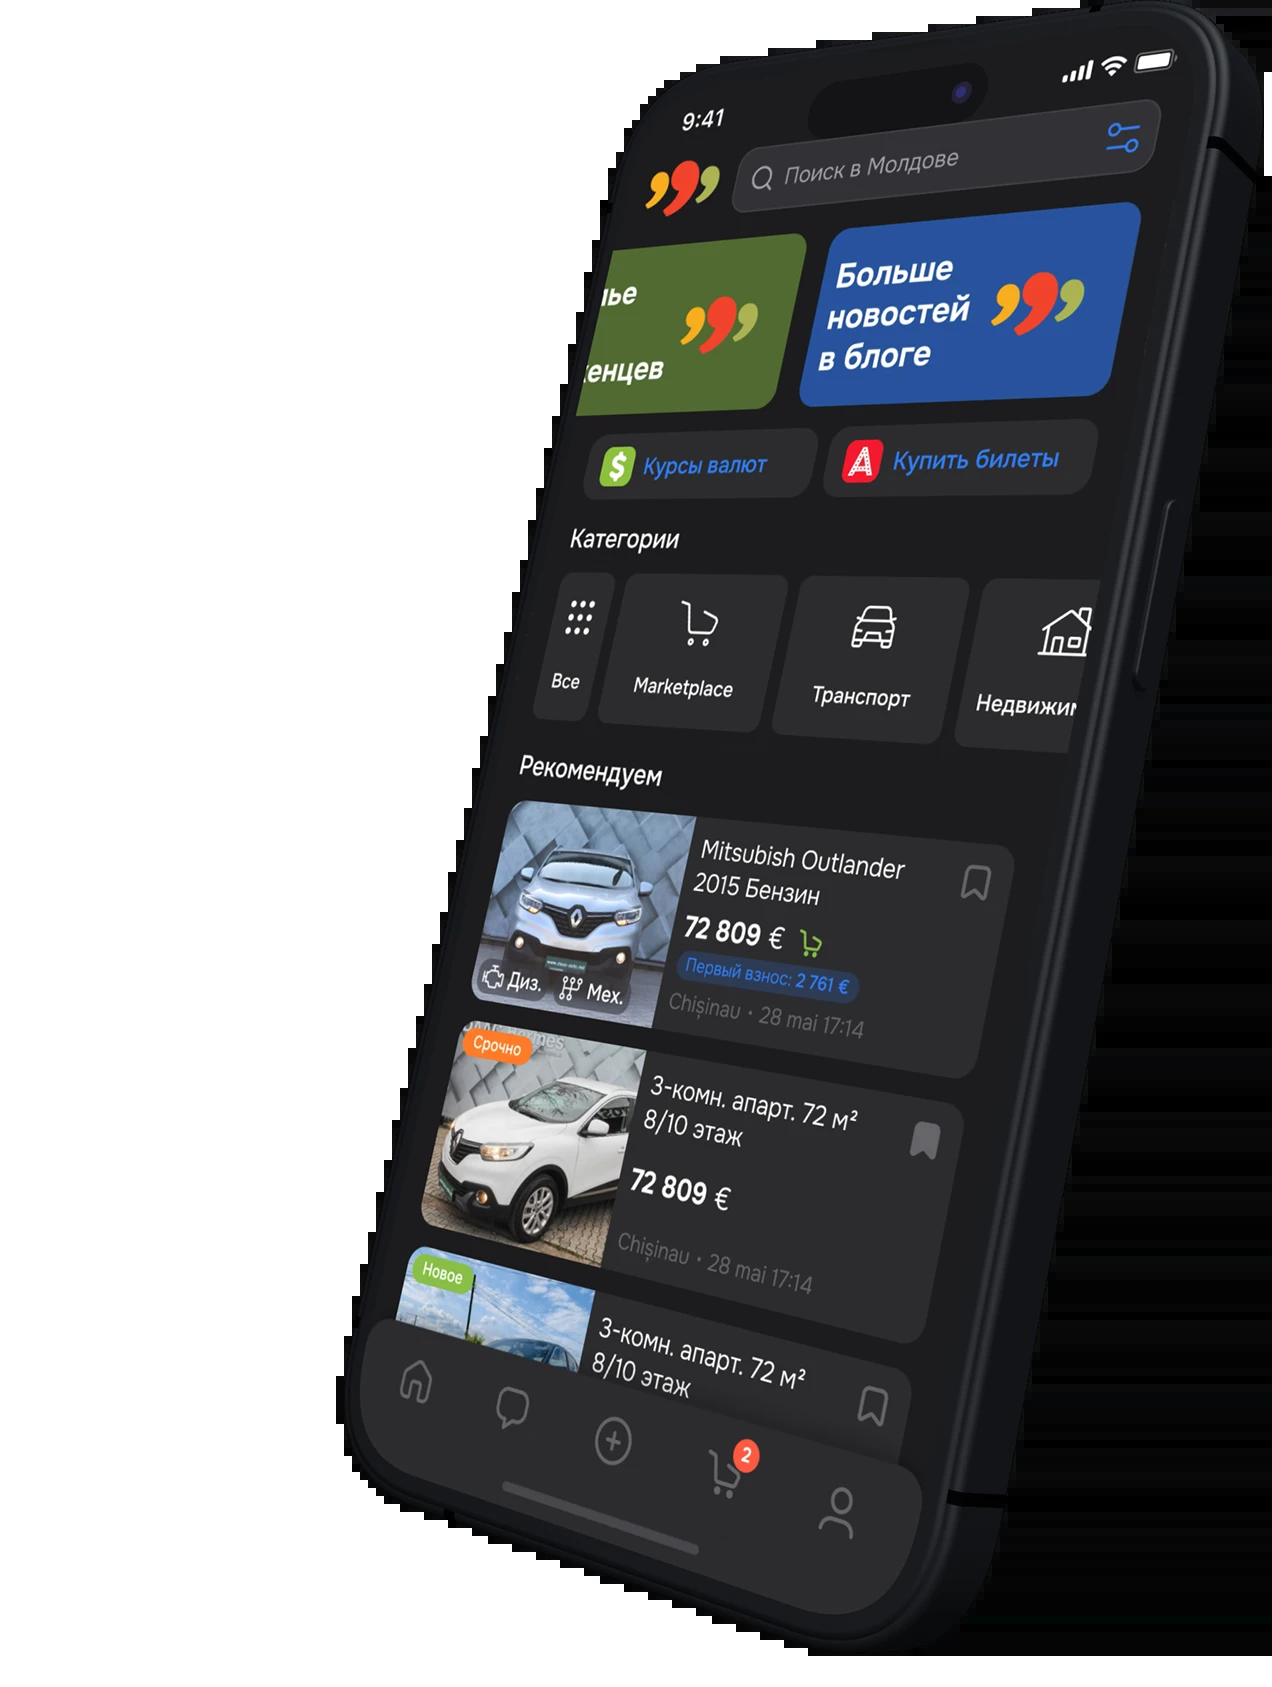 9:41
Поиск в Молдове
Больше
новостей
в блоге
Курсы валют
Купить билеты
Категории
Все
Marketplace
Транспорт
Рекомендуем
Mitsubish Outlander
2015 Бензин
72 809 €
Первый взнос: 2 761 €
Chișinau • 28 mai 17:14
Диз.
Мех.
Срочно
3-комн. апарт. 72 м²
8/10 этаж
72 809 €
Chișinau • 28 mai 17:14
Новое
3-комн. апарт. 72 м²
8/10 этаж
2